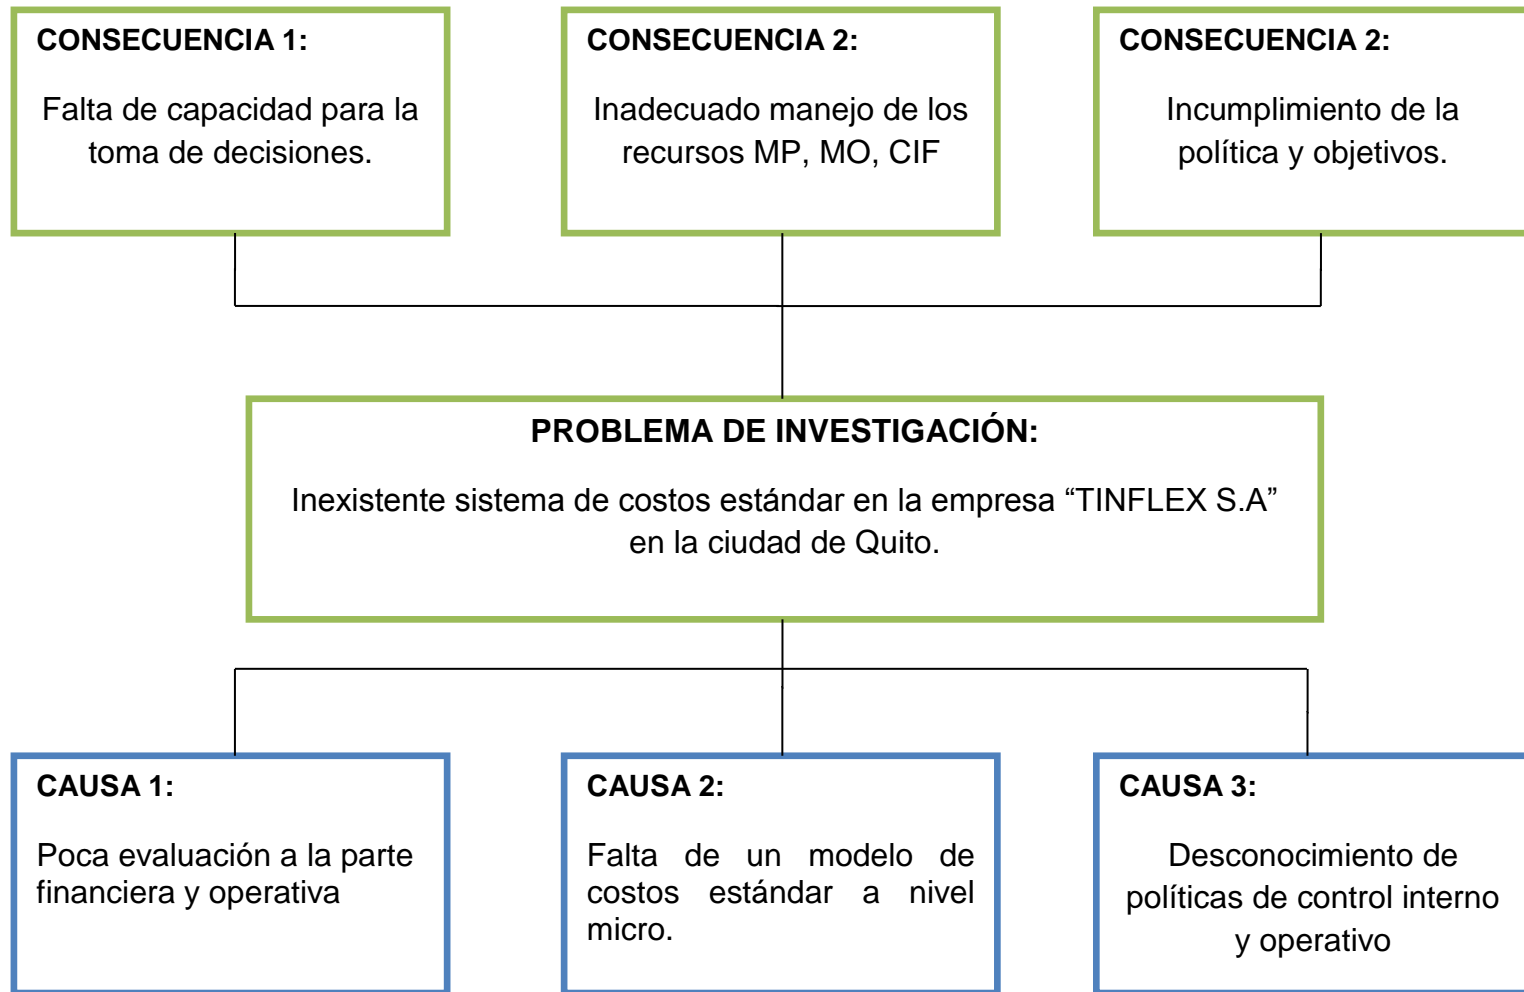 CONSECUENCIA 1:
Falta de capacidad para la
toma de decisiones.
CONSECUENCIA 2:
Inadecuado manejo de los
recursos MP, MO, CIF
CONSECUENCIA 2:
Incumplimiento de la
política y objetivos.
PROBLEMA DE INVESTIGACIÓN:
Inexistente sistema de costos estándar en la empresa “TINFLEX S.A”
en la ciudad de Quito.
CAUSA 1:
Poca evaluación a la parte
financiera y operativa
CAUSA 2:
Falta de un modelo de
costos estándar a nivel
micro.
CAUSA 3:
Desconocimiento de
políticas de control interno
y operativo